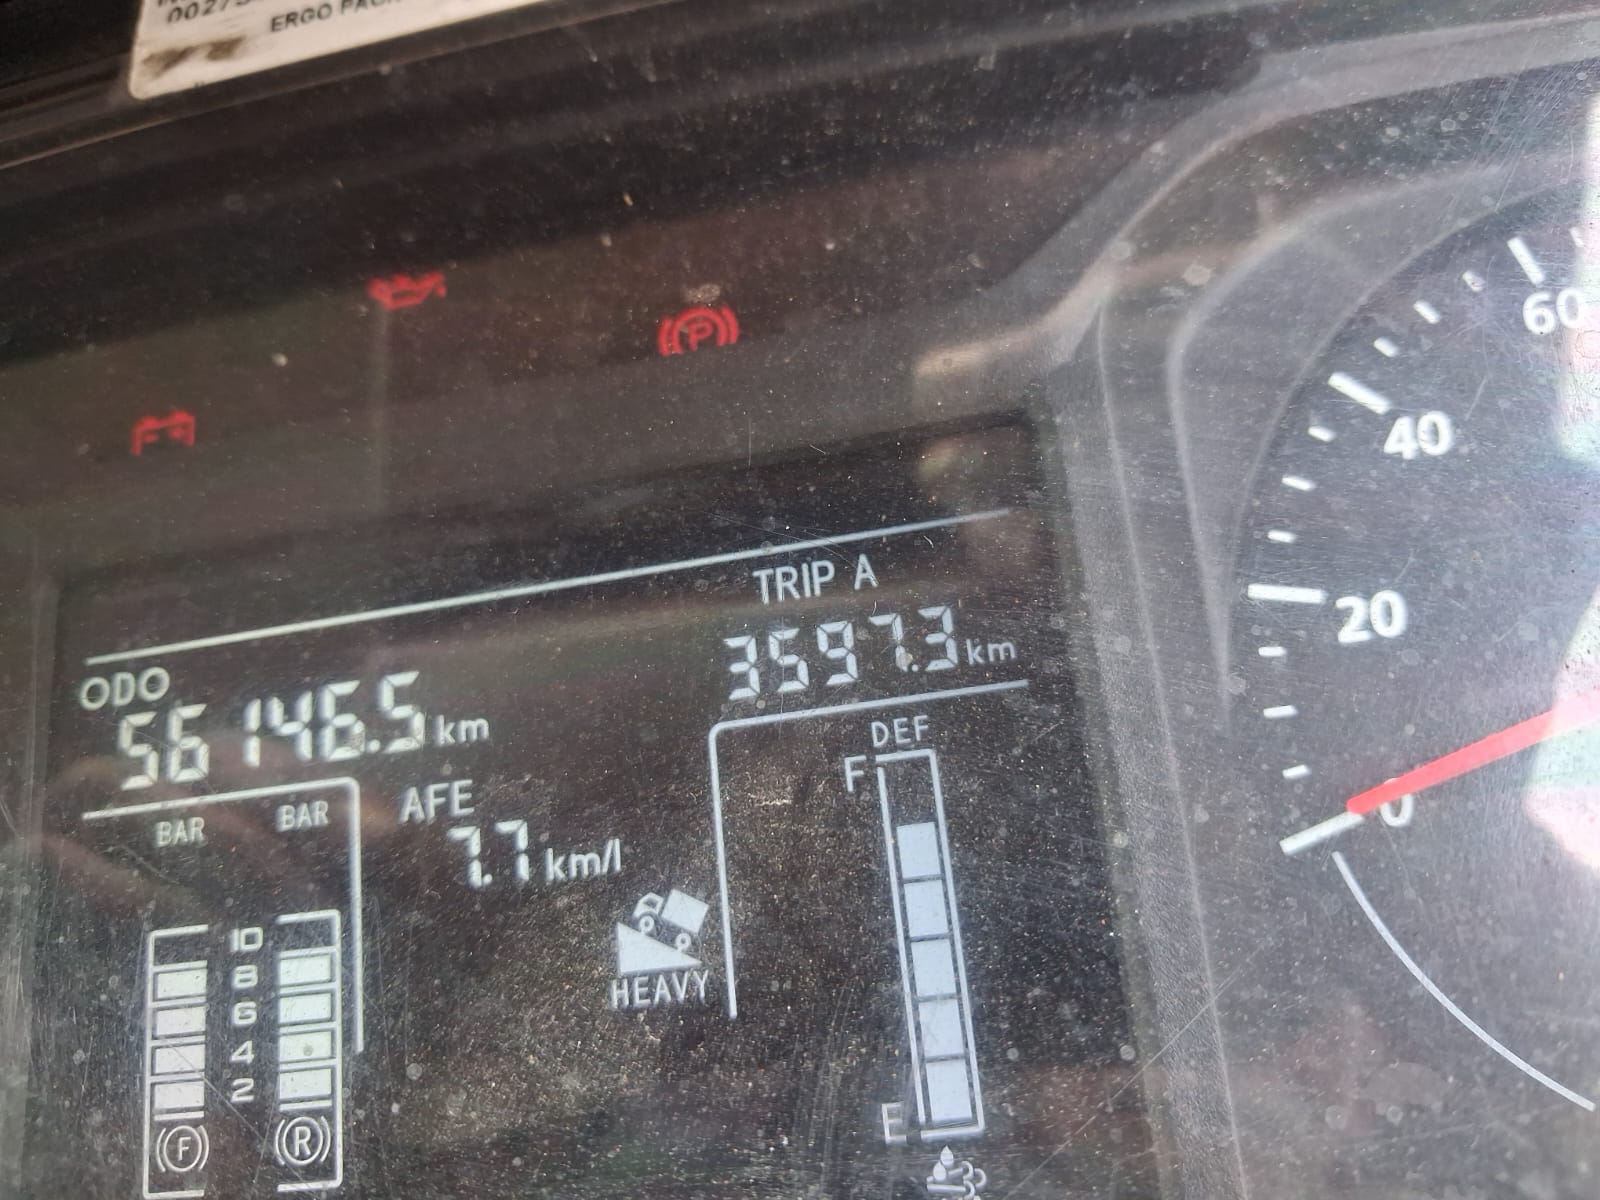 ERGO
TRIP A
3597.3 km
ODO
56146.5 km
DEF
F
AFE
7.7 km/l
BAR BAR
HEAVY
10
8
6
4
2
E
F R
P
60
40
20
0